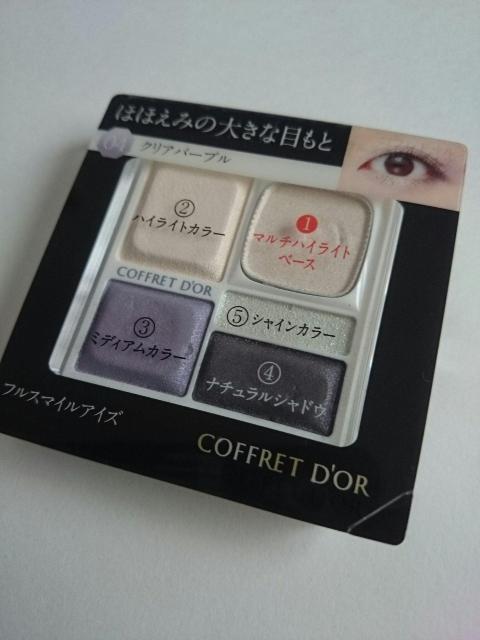 ほほえみの大きな目もと
04 クリアパープル
②
ハイライトカラー
①
マルチハイライト
ベース
COFFRET D'OR
③
ミディアムカラー
⑤ シャインカラー
④
ナチュラルシャドウ
フルスマイルアイズ
COFFRET D'OR